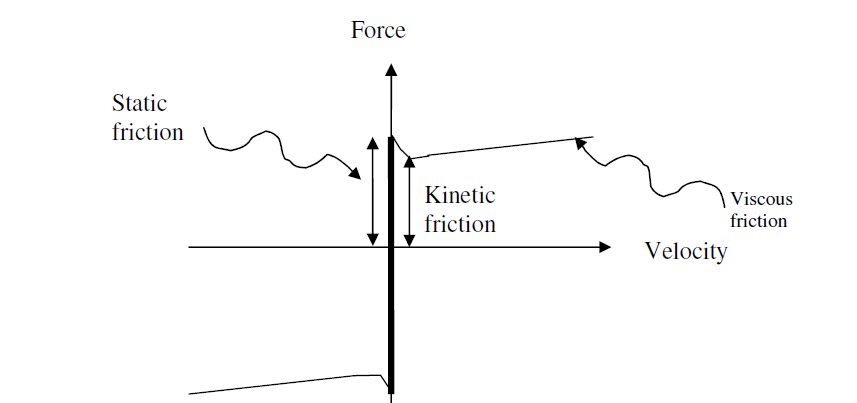 Force
Static
friction
Kinetic
friction
Viscous
friction
Velocity